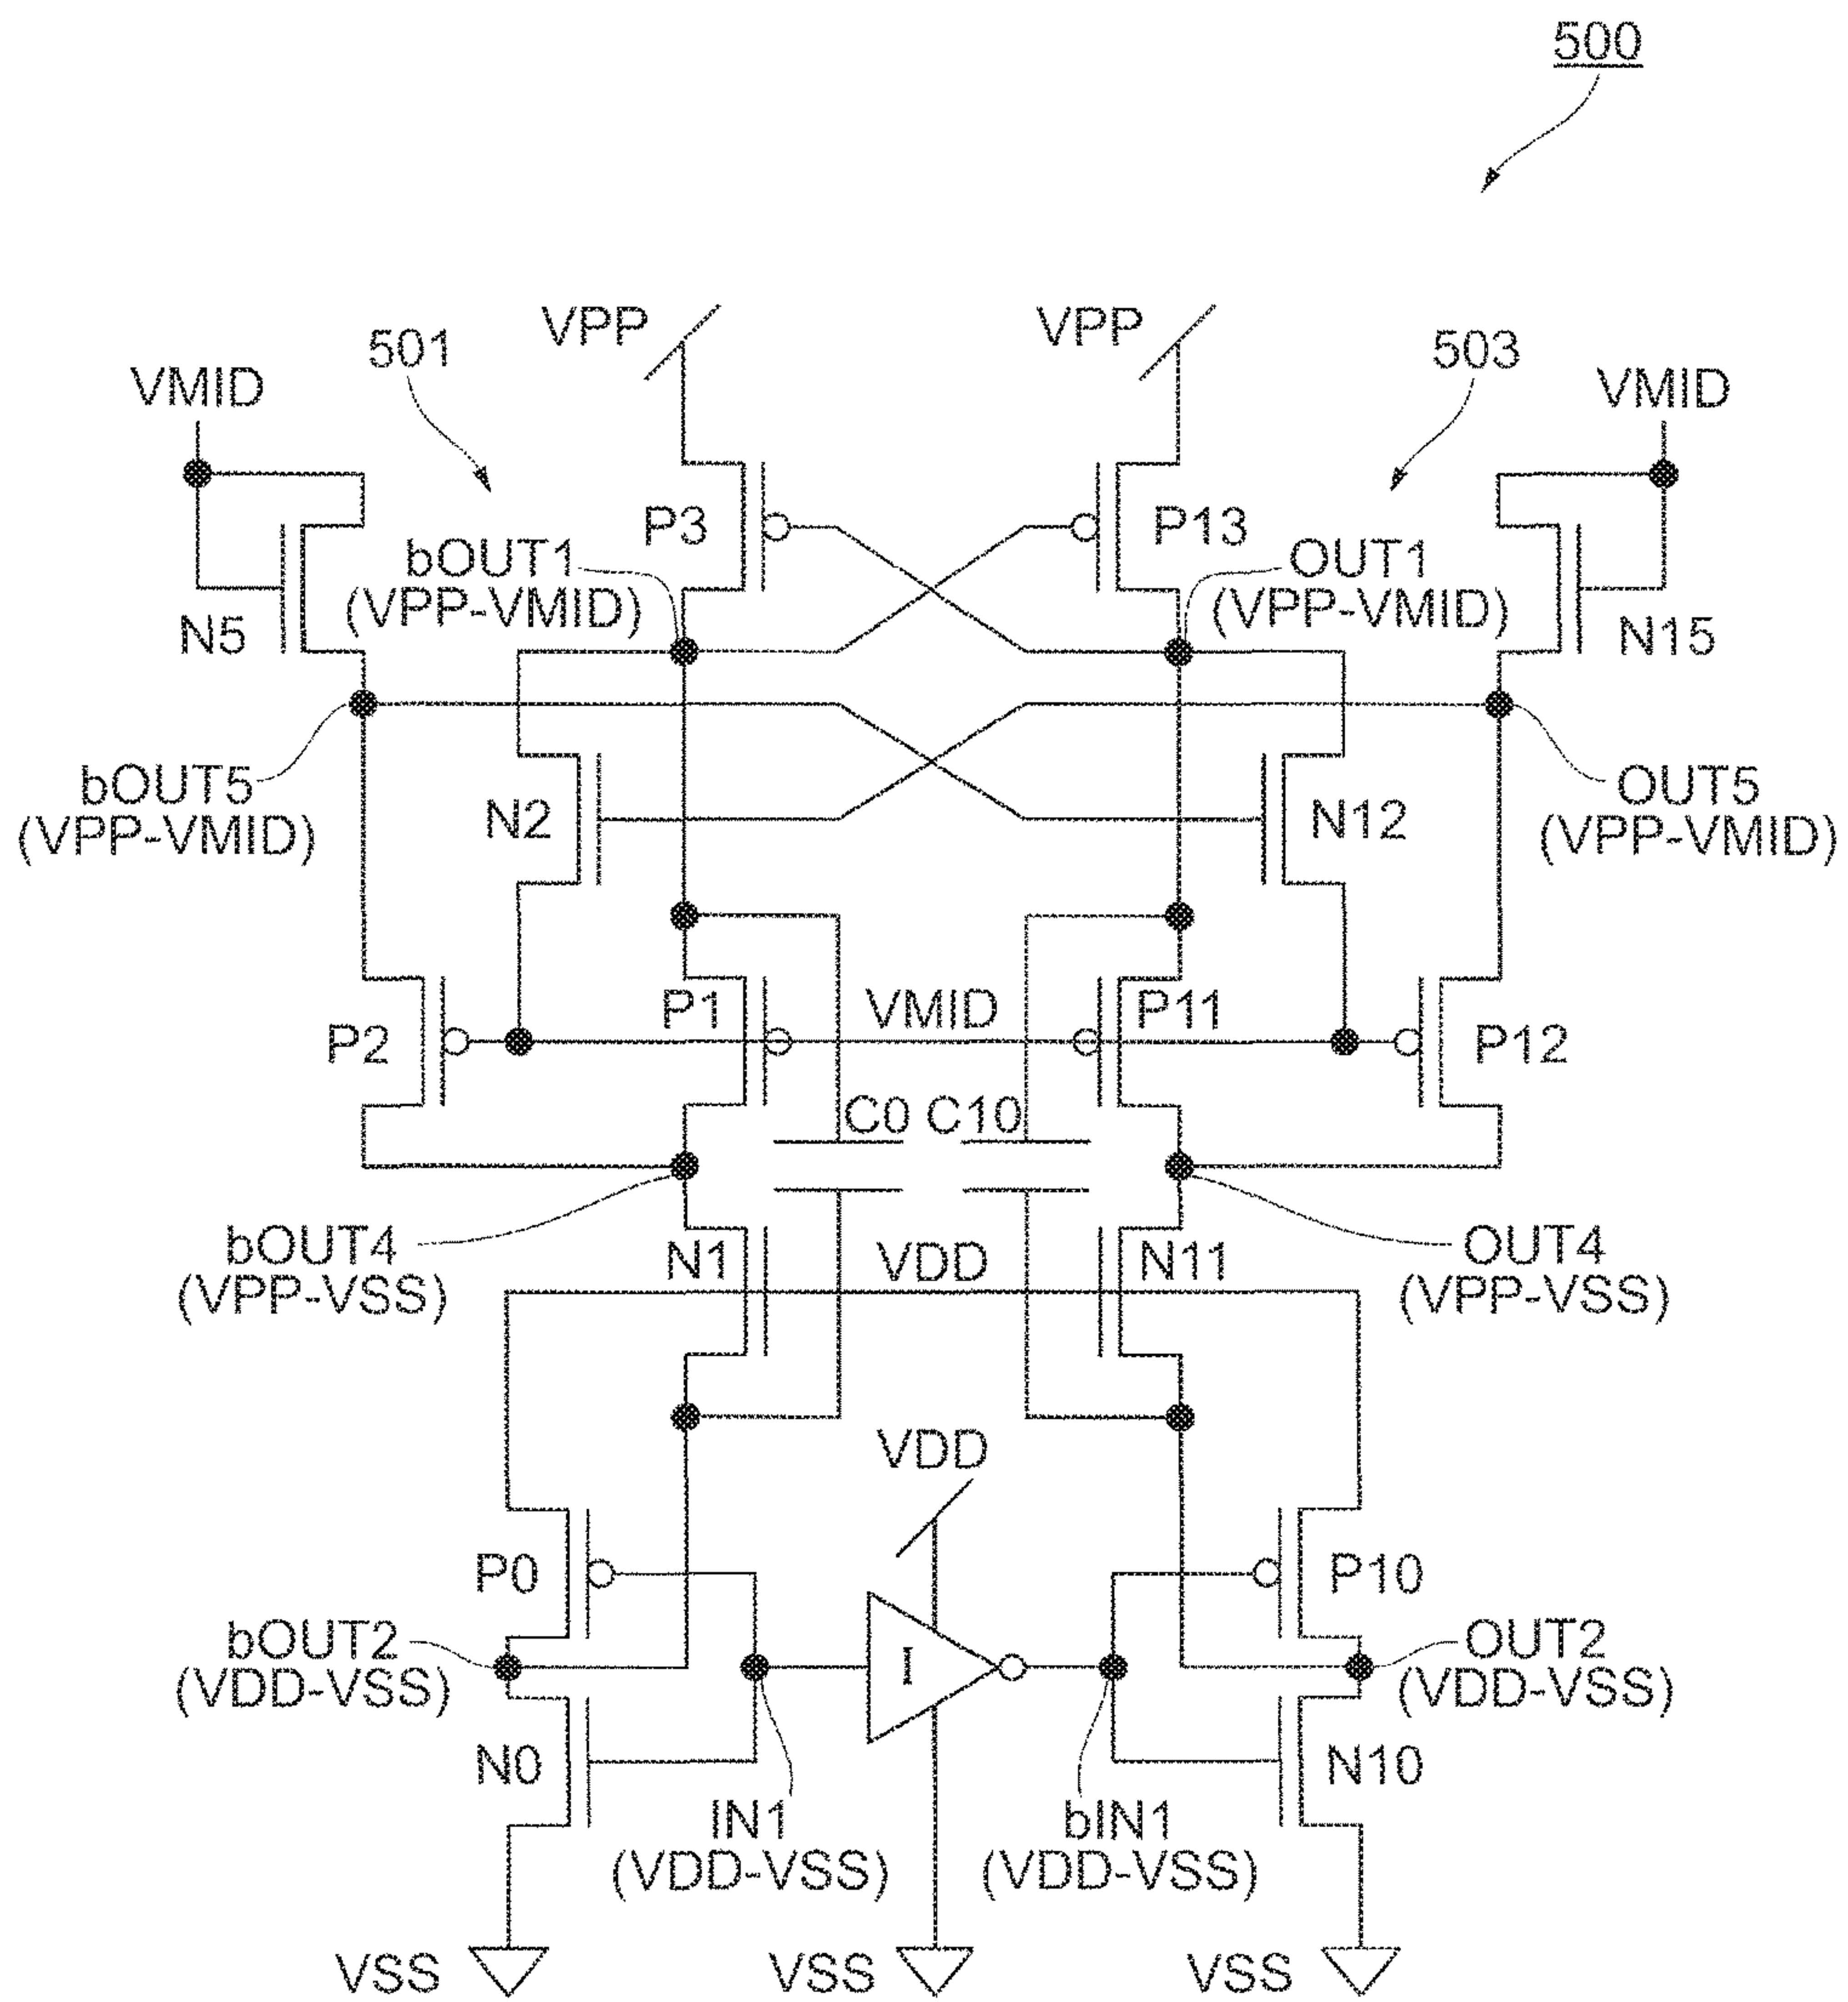 500
VPP
VPP
501
503
VMID
VMID
P3
P13
bOUT1
(VPP-VMID)
OUT1
(VPP-VMID)
N5
N15
bOUT5
(VPP-VMID)
N2
N12
OUT5
(VPP-VMID)
P2
P1
VMID
P11
P12
C0
C10
bOUT4
(VPP-VSS)
N1
VDD
N11
OUT4
(VPP-VSS)
VDD
P0
P10
bOUT2
(VDD-VSS)
I
OUT2
(VDD-VSS)
N0
N10
IN1
(VDD-VSS)
bIN1
(VDD-VSS)
VSS
VSS
VSS